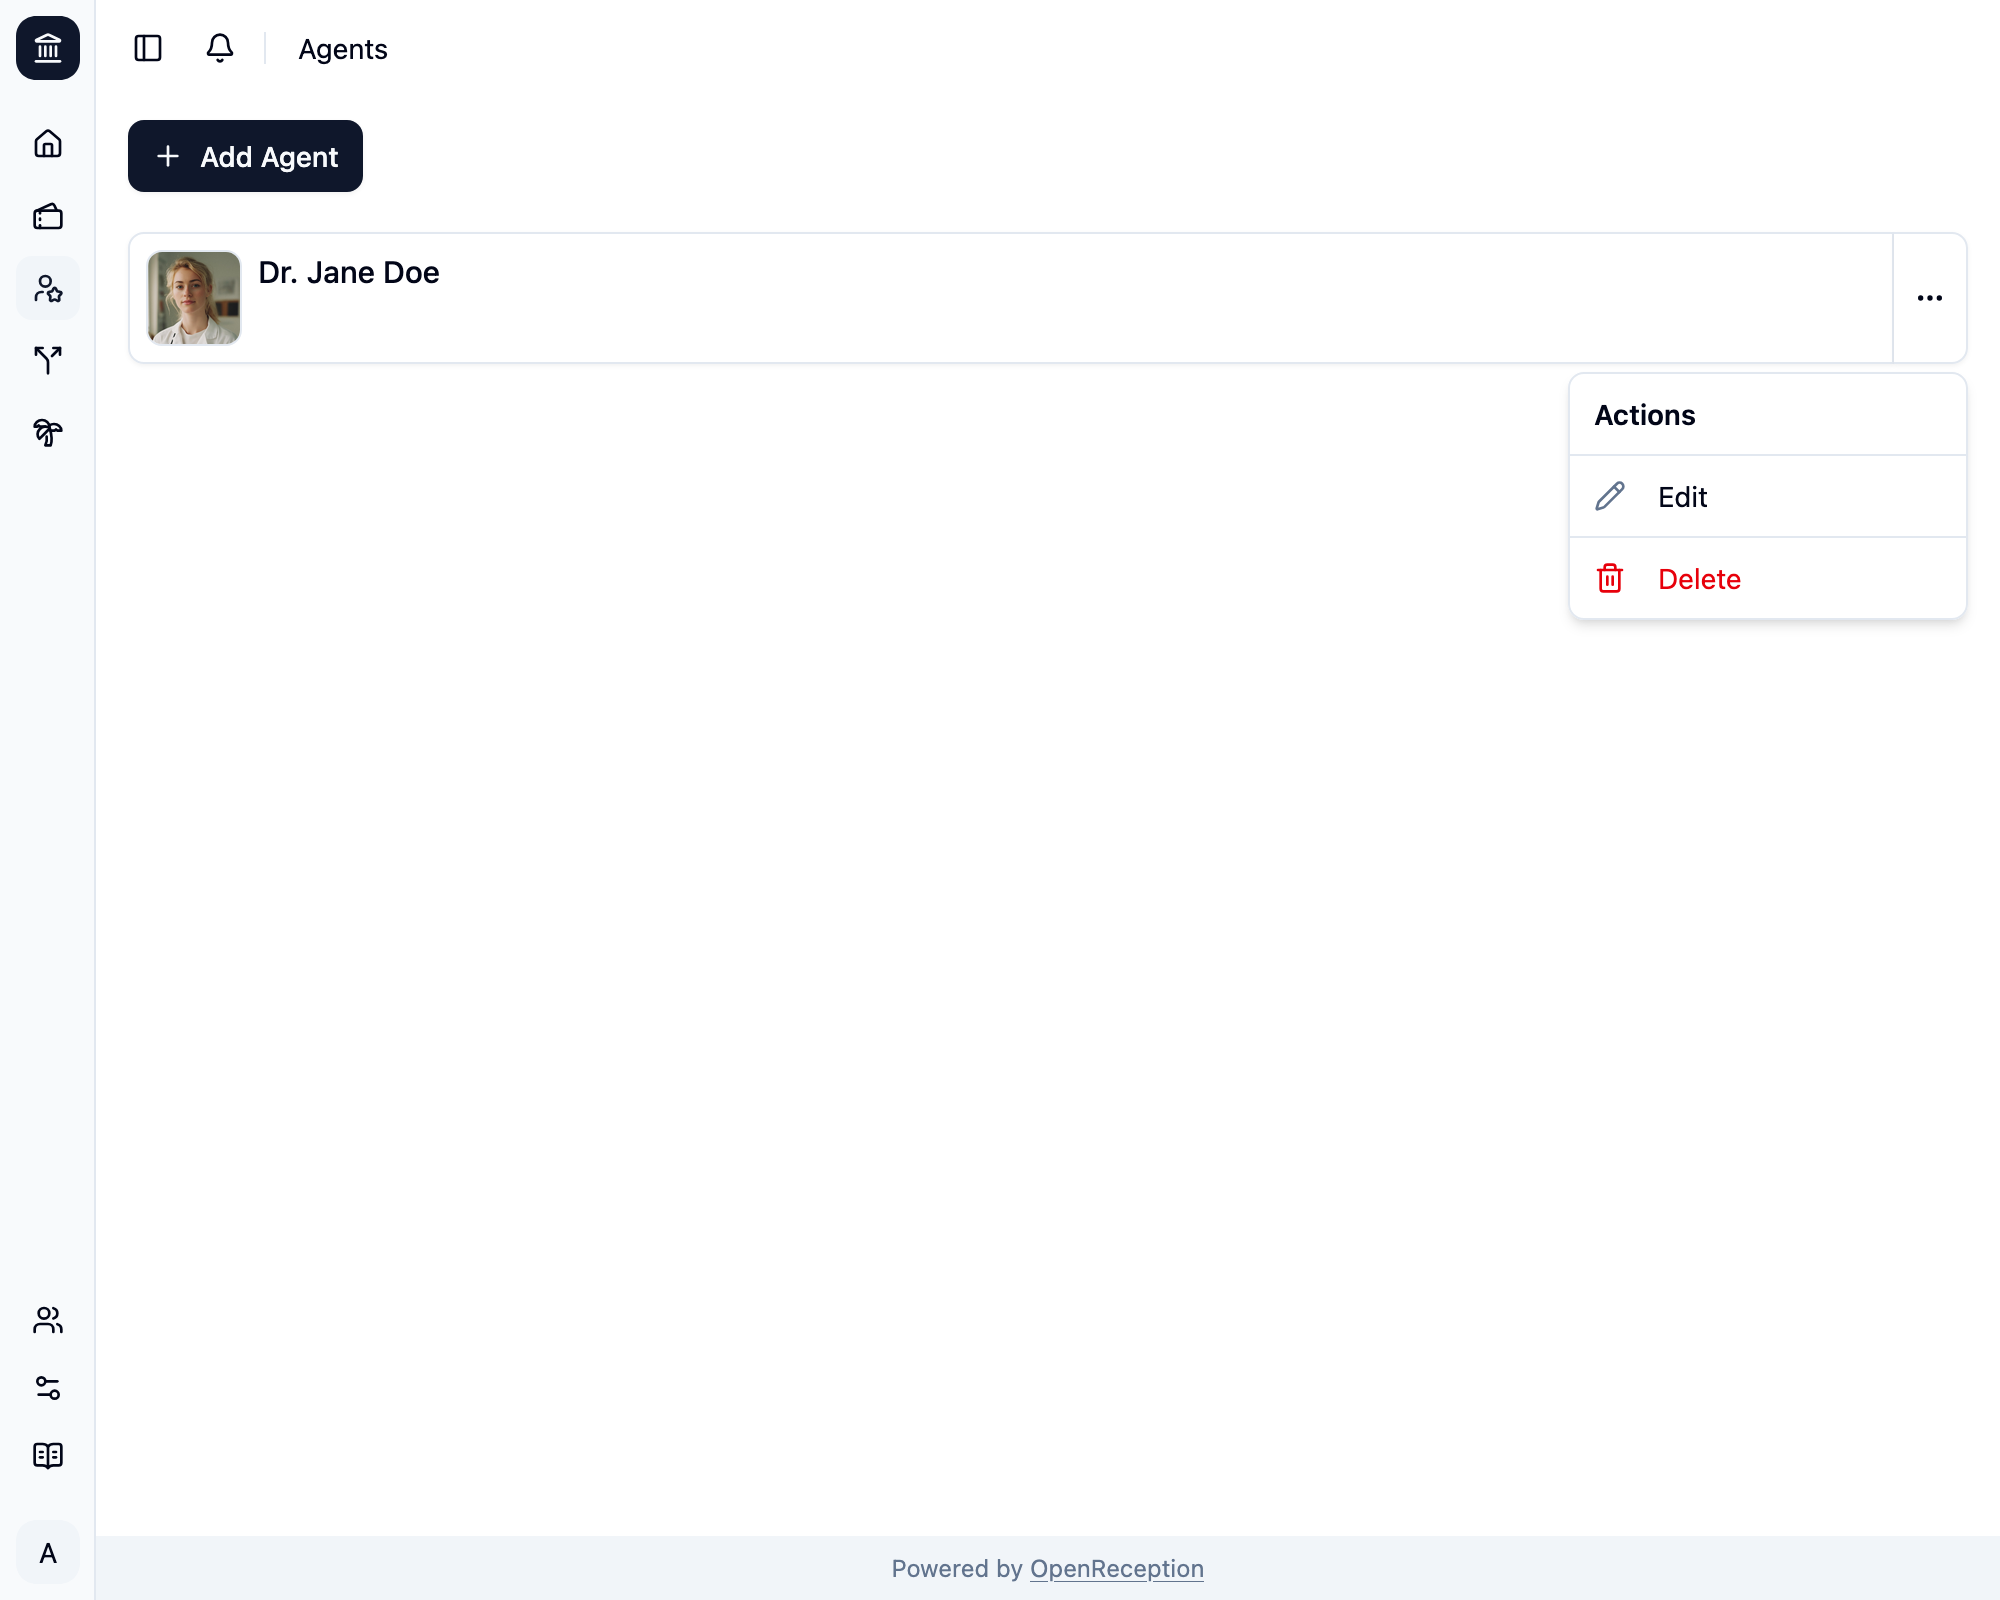 Agents
Add Agent
Dr. Jane Doe
Actions
Edit
Delete
A
Powered by OpenReception